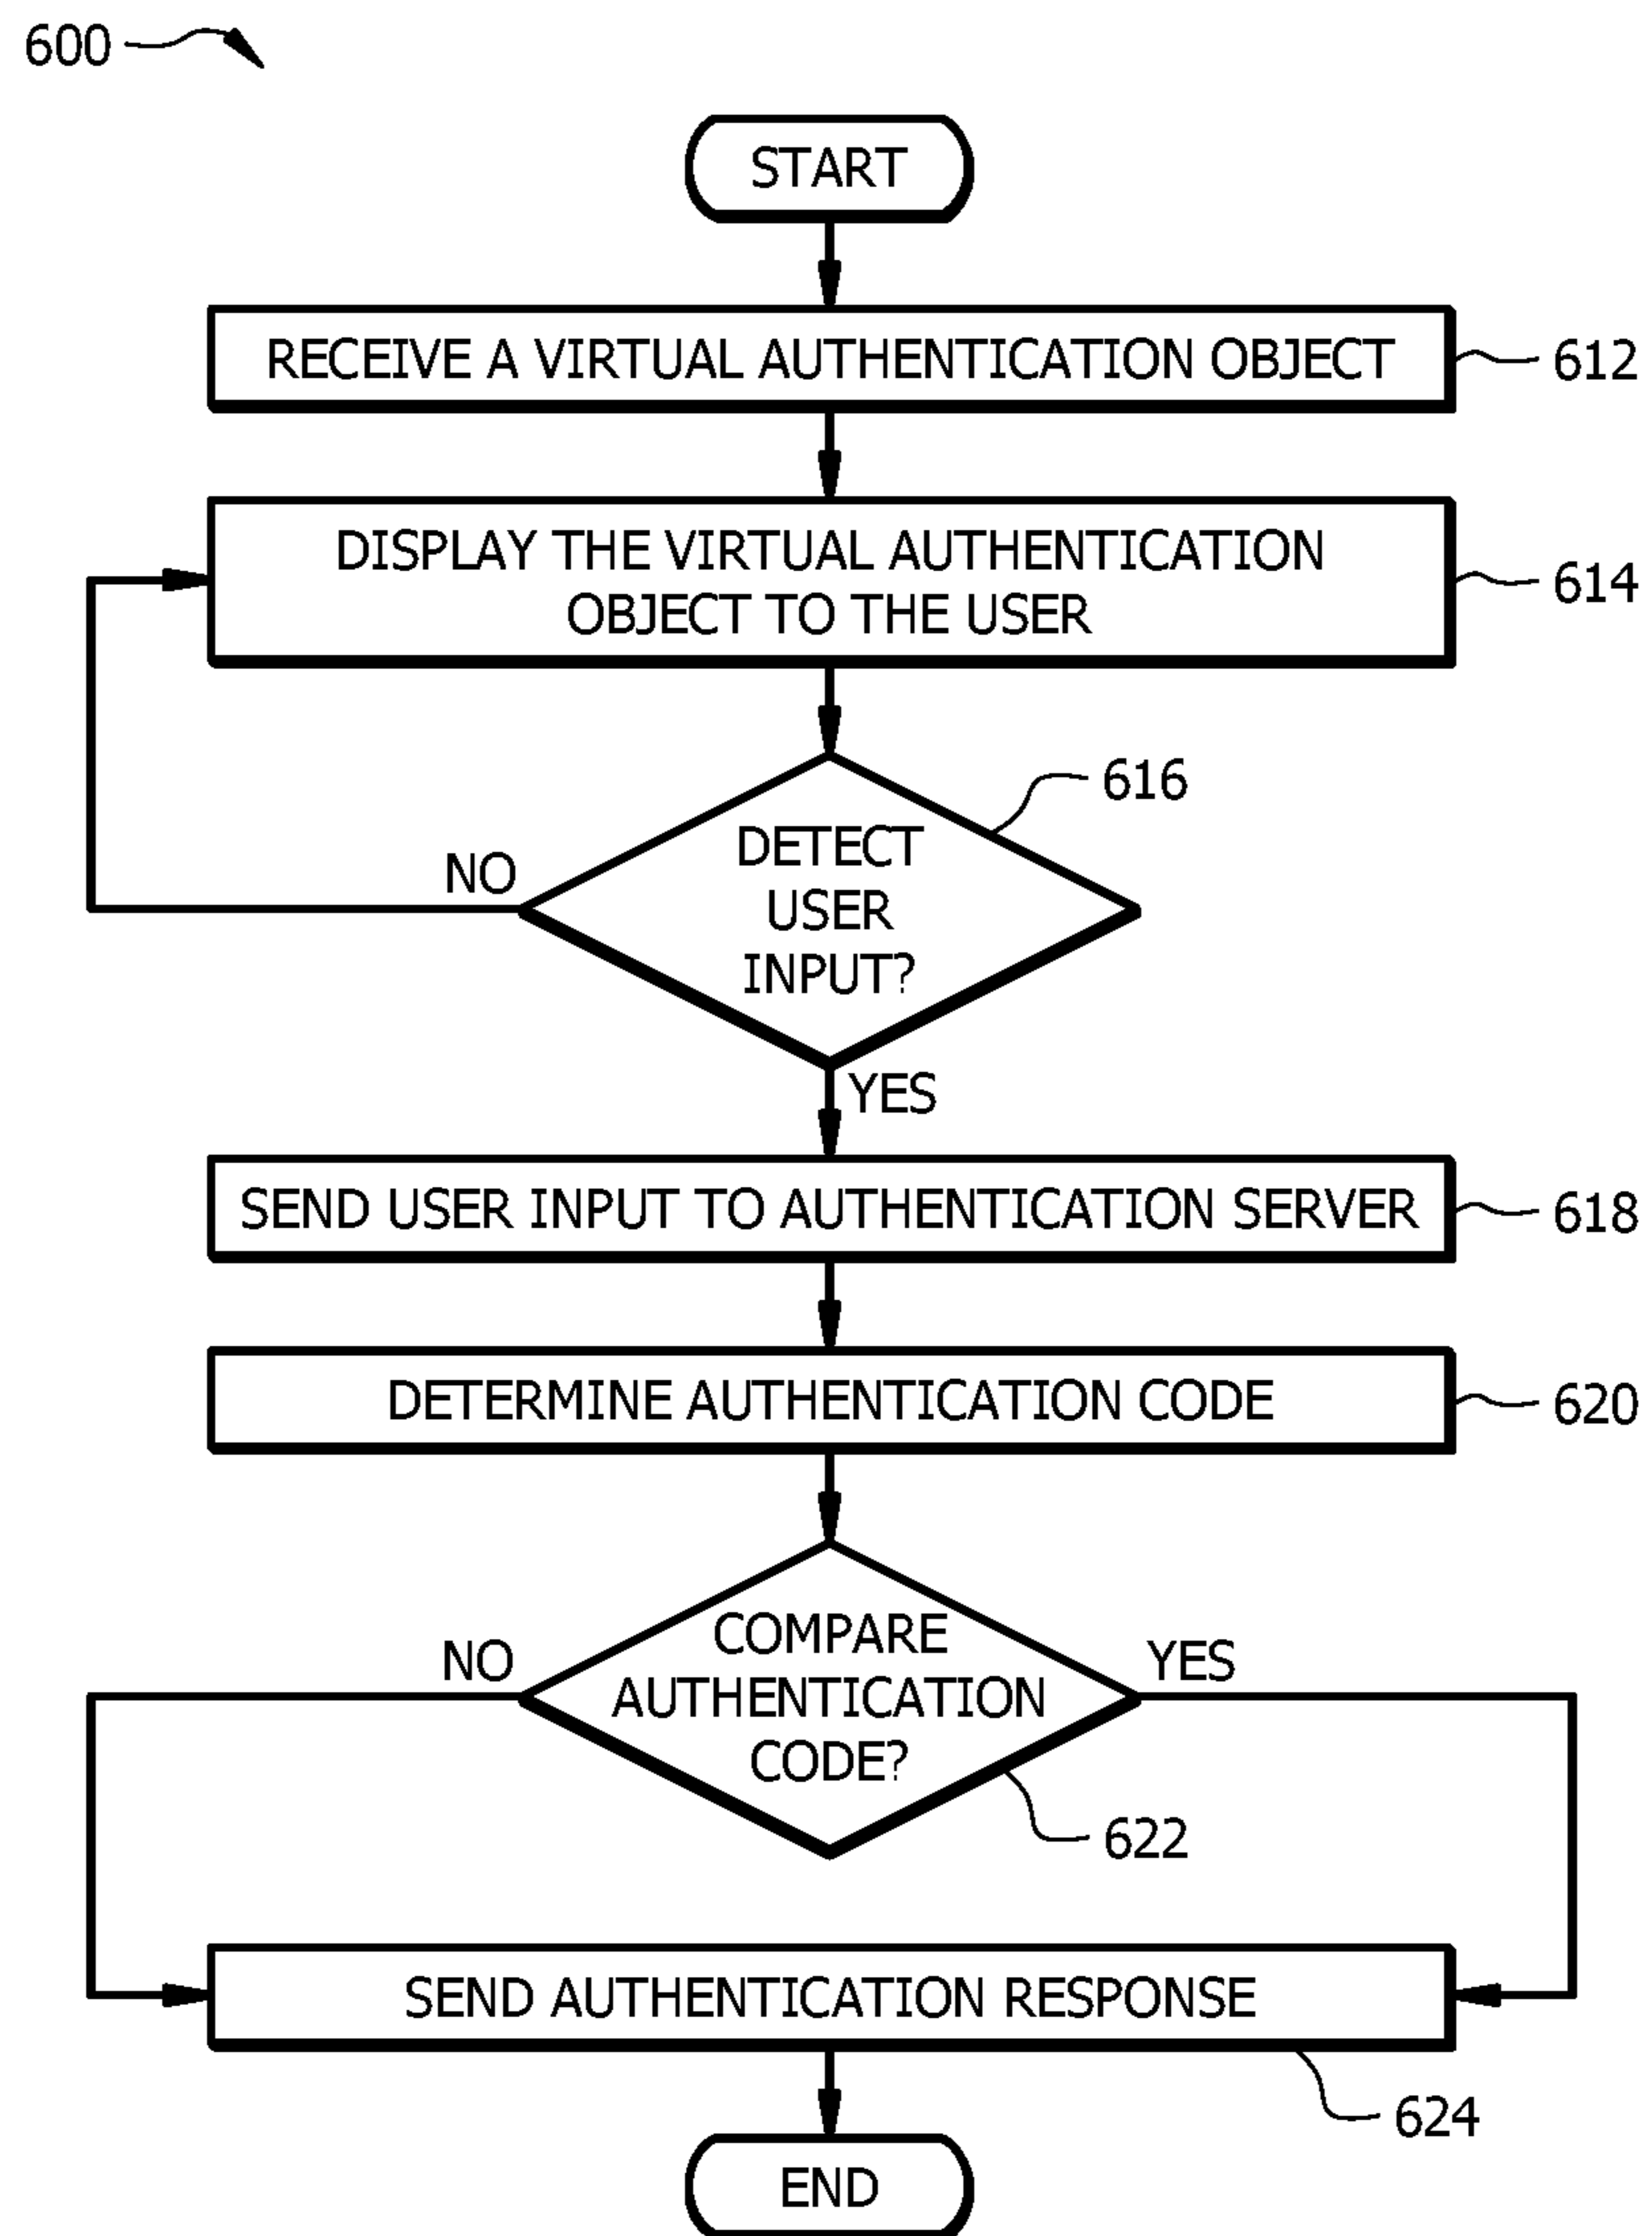 600
START
RECEIVE A VIRTUAL AUTHENTICATION OBJECT
612
DISPLAY THE VIRTUAL AUTHENTICATION
OBJECT TO THE USER
614
616
DETECT
USER
INPUT?
NO
YES
SEND USER INPUT TO AUTHENTICATION SERVER
618
DETERMINE AUTHENTICATION CODE
620
COMPARE
AUTHENTICATION
CODE?
NO
YES
622
SEND AUTHENTICATION RESPONSE
624
END